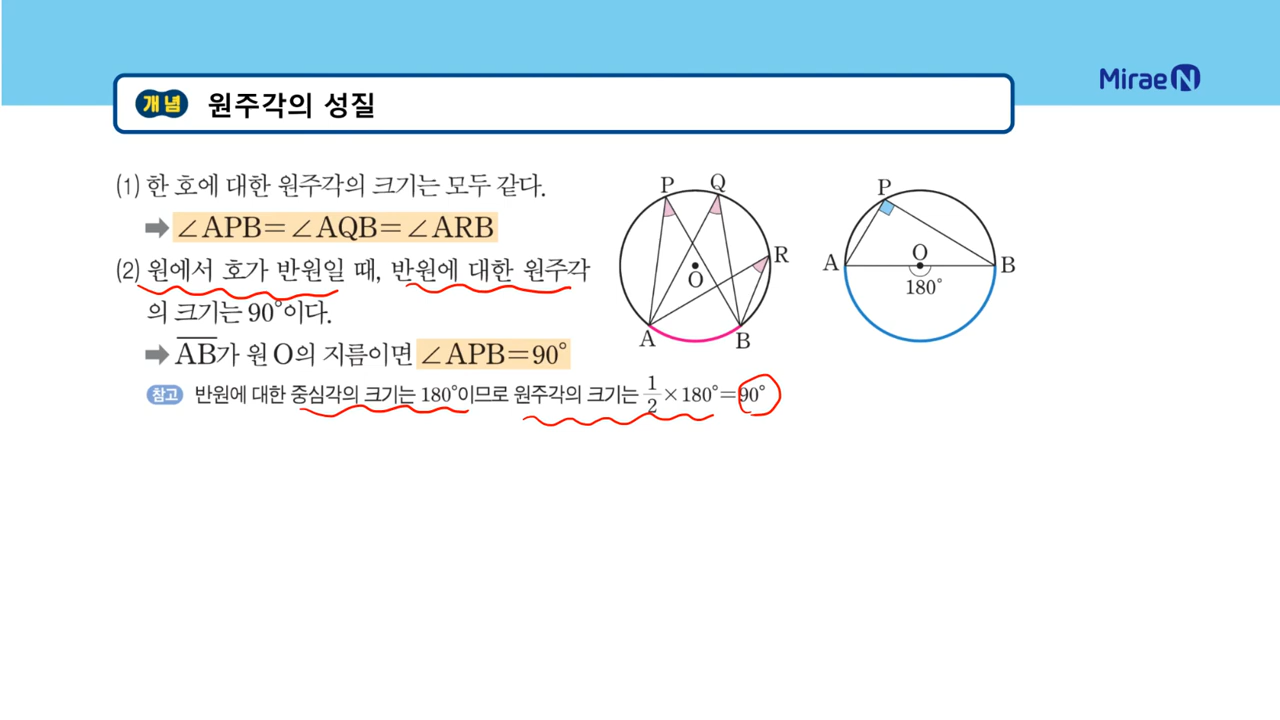 Mirae N
개념 원주각의 성질
(1) 한 호에 대한 원주각의 크기는 모두 같다.
➡ ∠APB=∠AQB=∠ARB
(2) 원에서 호가 반원일 때, 반원에 대한 원주각
의 크기는 90°이다.
➡ A̅B̅가 원 O의 지름이면 ∠APB=90°
참고 반원에 대한 중심각의 크기는 180°이므로 원주각의 크기는 1/2×180°=90°
P Q
R
O
A B
P
A O B
180°